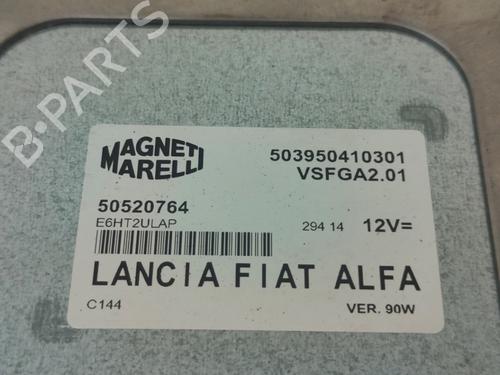 B-PARTS
MAGNETI
MARELLI
503950410301
VSFGA2.01
50520764
E6HT2ULAP
294 14
12V=
LANCIA FIAT ALFA
C144
VER. 90W